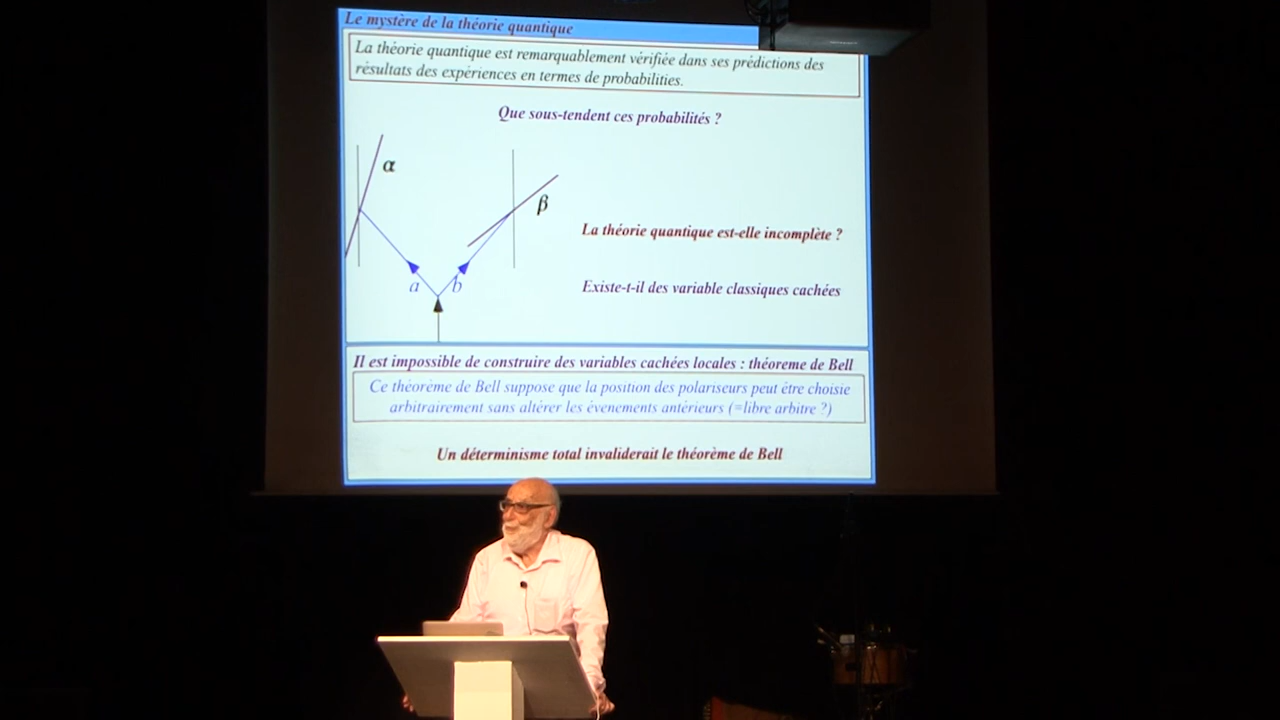 Le mystère de la théorie quantique
La théorie quantique est remarquablement vérifiée dans ses prédictions des
résultats des expériences en termes de probabilities.
Que sous-tendent ces probabilités ?
α
β
La théorie quantique est-elle incomplète ?
a
b
Existe-t-il des variable classiques cachées
Il est impossible de construire des variables cachées locales : théoreme de Bell
Ce théorème de Bell suppose que la position des polariseurs peut être choisie
arbitrairement sans altérer les évenements antérieurs (=libre arbitre ?)
Un déterminisme total invaliderait le théorème de Bell